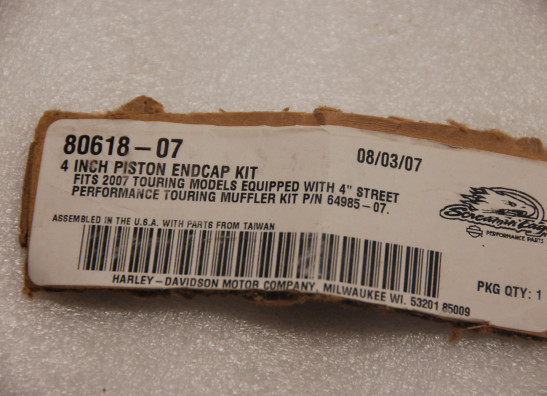 80618-07
08/03/07
4 INCH PISTON ENDCAP KIT
FITS 2007 TOURING MODELS EQUIPPED WITH 4" STREET
PERFORMANCE TOURING MUFFLER KIT P/N 64985-07.
Screamin' Eag
PERFORMANCE PARTS
ASSEMBLED IN THE U.S.A. WITH PARTS FROM TAIWAN
PKG QTY: 1
HARLEY-DAVIDSON MOTOR COMPANY, MILWAUKEE WI. 53201 85009